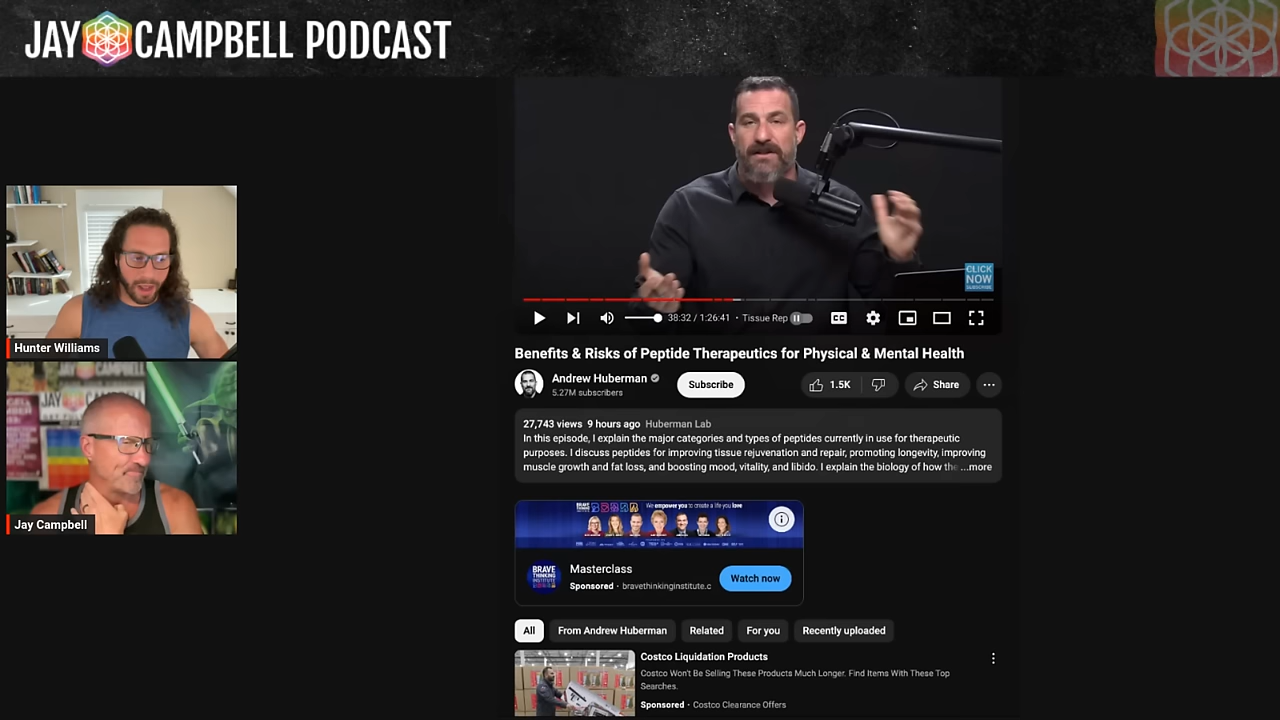 JAY CAMPBELL PODCAST
Hunter Williams
Jay Campbell
CLICK
NOW
SUBSCRIBE
38:32 / 1:26:41 • Tissue Rep
CC
Benefits & Risks of Peptide Therapeutics for Physical & Mental Health
Andrew Huberman
5.27M subscribers
Subscribe
1.5K
Share
27,743 views 9 hours ago Huberman Lab
In this episode, I explain the major categories and types of peptides currently in use for therapeutic
purposes. I discuss peptides for improving tissue rejuvenation and repair, promoting longevity, improving
muscle growth and fat loss, and boosting mood, vitality, and libido. I explain the biology of how the ...more
We empower you to create a life you love
BRAVE
THINKING
INSTITUTE
Masterclass
Sponsored · bravethinkinginstitute.c
Watch now
All
From Andrew Huberman
Related
For you
Recently uploaded
Costco Liquidation Products
Costco Won't Be Selling These Products Much Longer. Find Items With These Top
Searches.
Sponsored · Costco Clearance Offers